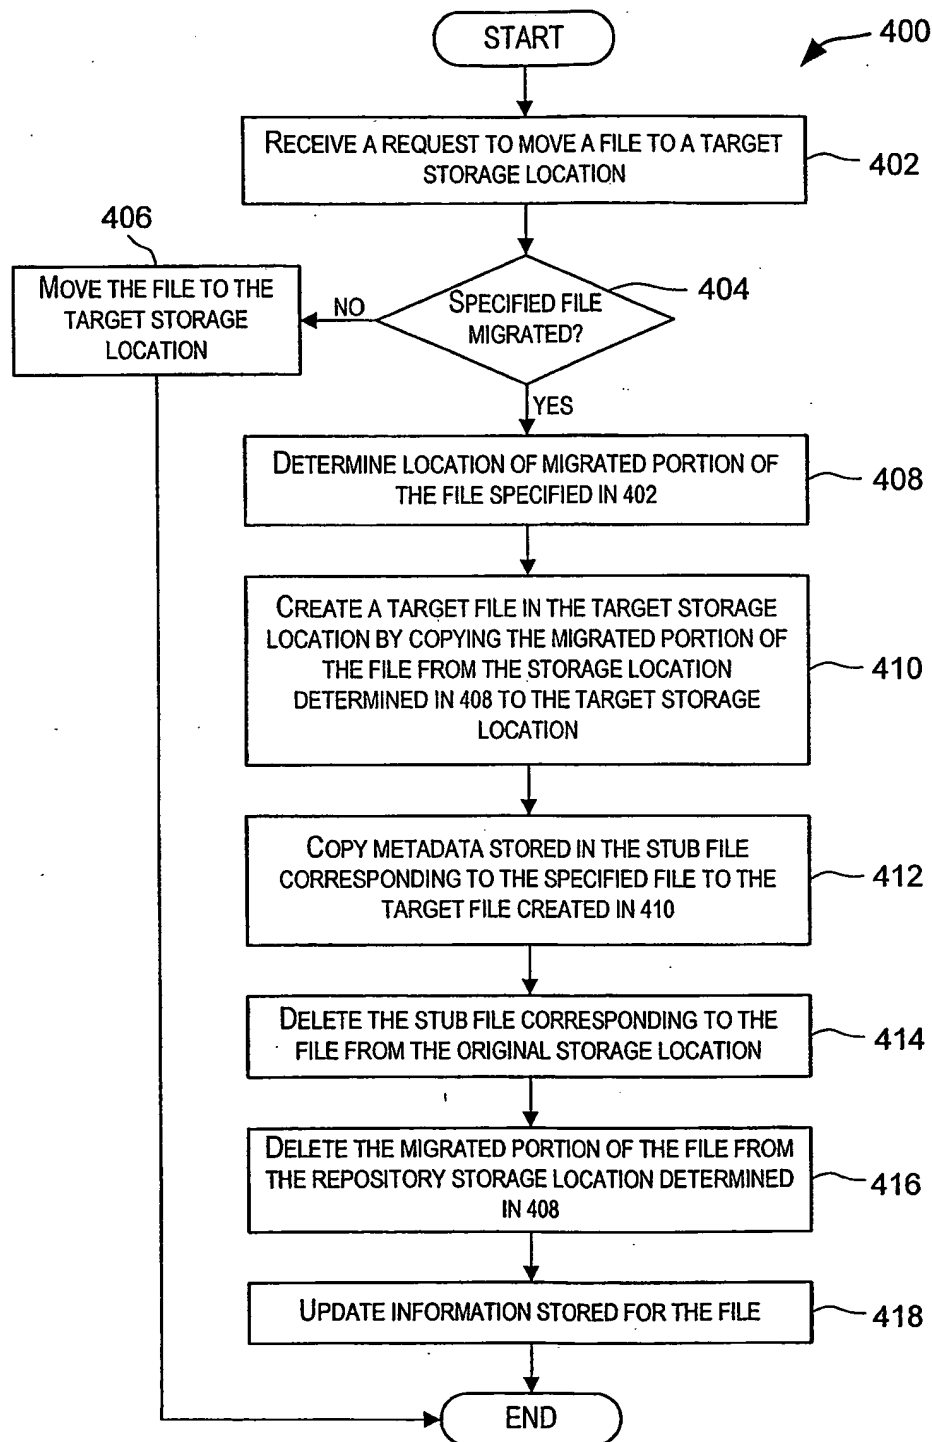 START
400
RECEIVE A REQUEST TO MOVE A FILE TO A TARGET
STORAGE LOCATION
402
406
MOVE THE FILE TO THE
TARGET STORAGE
LOCATION
NO
SPECIFIED FILE
MIGRATED?
404
YES
DETERMINE LOCATION OF MIGRATED PORTION OF
THE FILE SPECIFIED IN 402
408
CREATE A TARGET FILE IN THE TARGET STORAGE
LOCATION BY COPYING THE MIGRATED PORTION OF
THE FILE FROM THE STORAGE LOCATION
DETERMINED IN 408 TO THE TARGET STORAGE
LOCATION
410
COPY METADATA STORED IN THE STUB FILE
CORRESPONDING TO THE SPECIFIED FILE TO THE
TARGET FILE CREATED IN 410
412
DELETE THE STUB FILE CORRESPONDING TO THE
FILE FROM THE ORIGINAL STORAGE LOCATION
414
DELETE THE MIGRATED PORTION OF THE FILE FROM
THE REPOSITORY STORAGE LOCATION DETERMINED
IN 408
416
UPDATE INFORMATION STORED FOR THE FILE
418
END